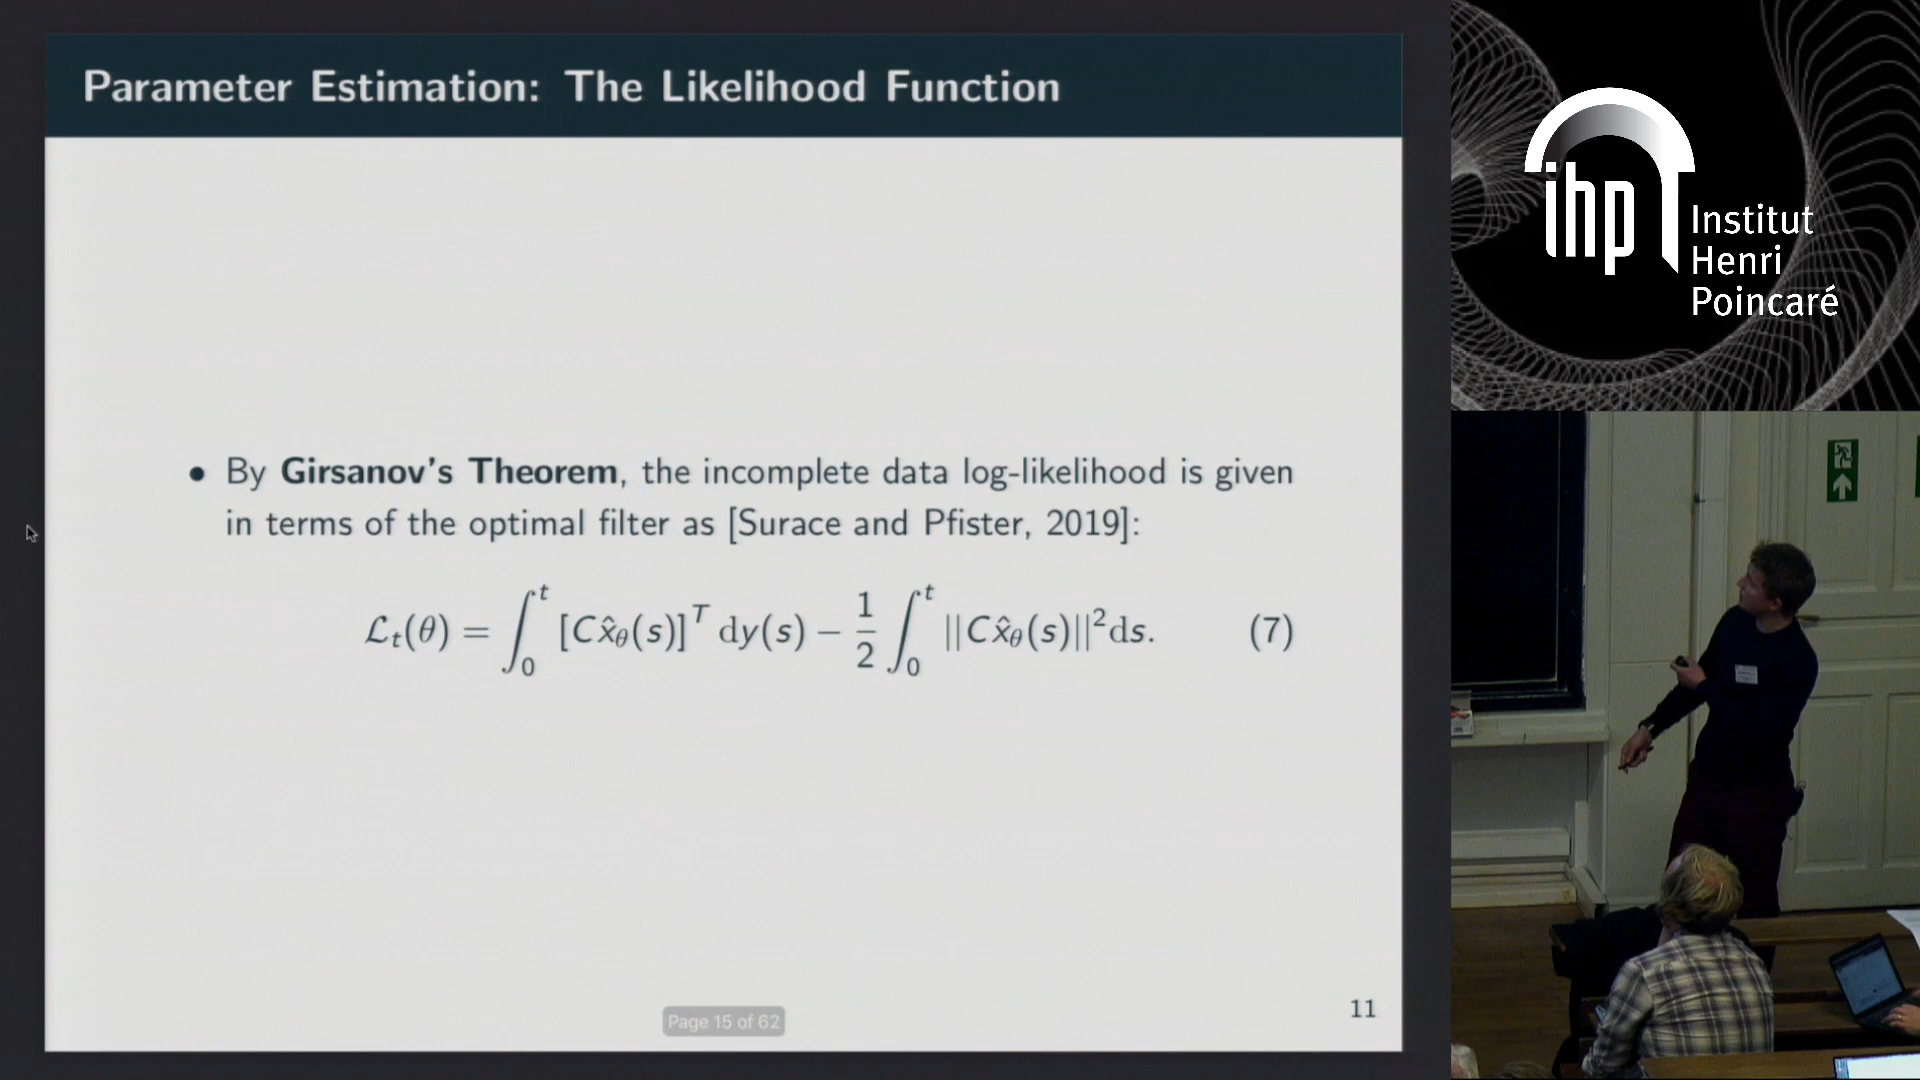 Parameter Estimation: The Likelihood Function
• By Girsanov's Theorem, the incomplete data log-likelihood is given
in terms of the optimal filter as [Surace and Pfister, 2019]:
ℒₜ(θ) = ∫₀ᵗ [Cx̂_θ(s)]ᵀ dy(s) − 1/2 ∫₀ᵗ ||Cx̂_θ(s)||² ds. (7)
Page 15 of 62
11
ihp
Institut
Henri
Poincaré